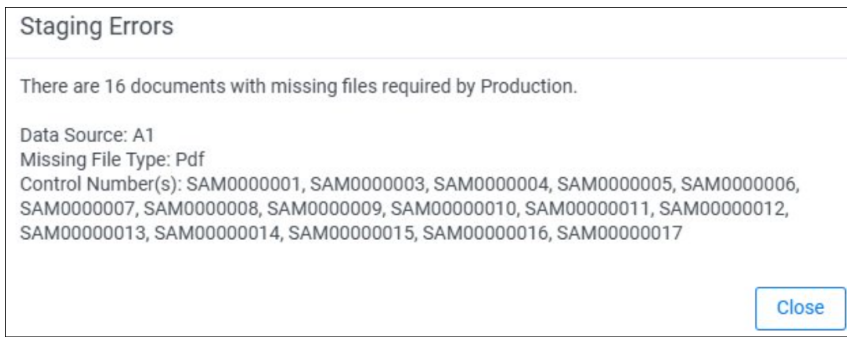 Staging Errors
There are 16 documents with missing files required by Production.
Data Source: A1
Missing File Type: Pdf
Control Number(s): SAM0000001, SAM0000003, SAM0000004, SAM0000005, SAM0000006,
SAM0000007, SAM0000008, SAM0000009, SAM00000010, SAM00000011, SAM00000012,
SAM00000013, SAM00000014, SAM00000015, SAM00000016, SAM00000017
Close